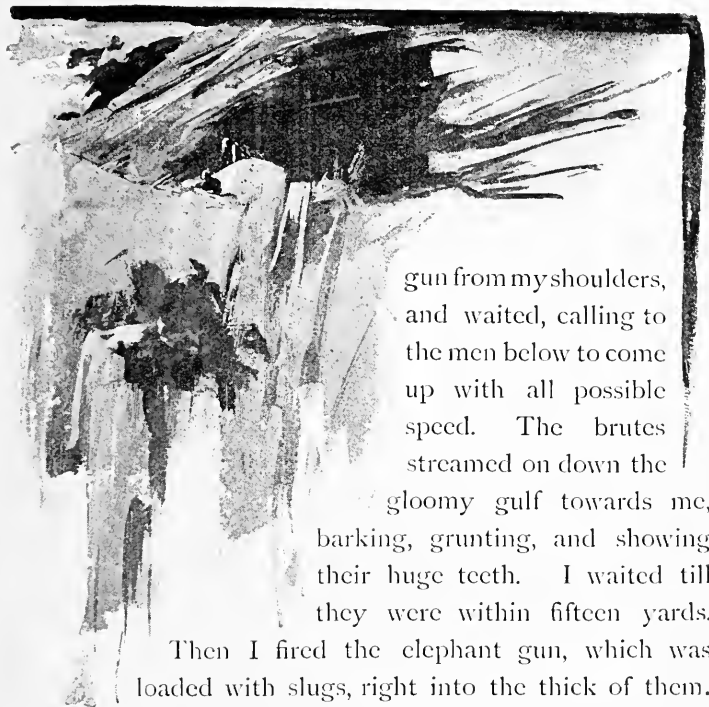 gun from my shoulders,
and waited, calling to
the men below to come
up with all possible
speed. The brutes
streamed on down the
gloomy gulf towards me,
barking, grunting, and showing
their huge teeth. I waited till
they were within fifteen yards.
Then I fired the elephant gun, which was
loaded with slugs, right into the thick of them.